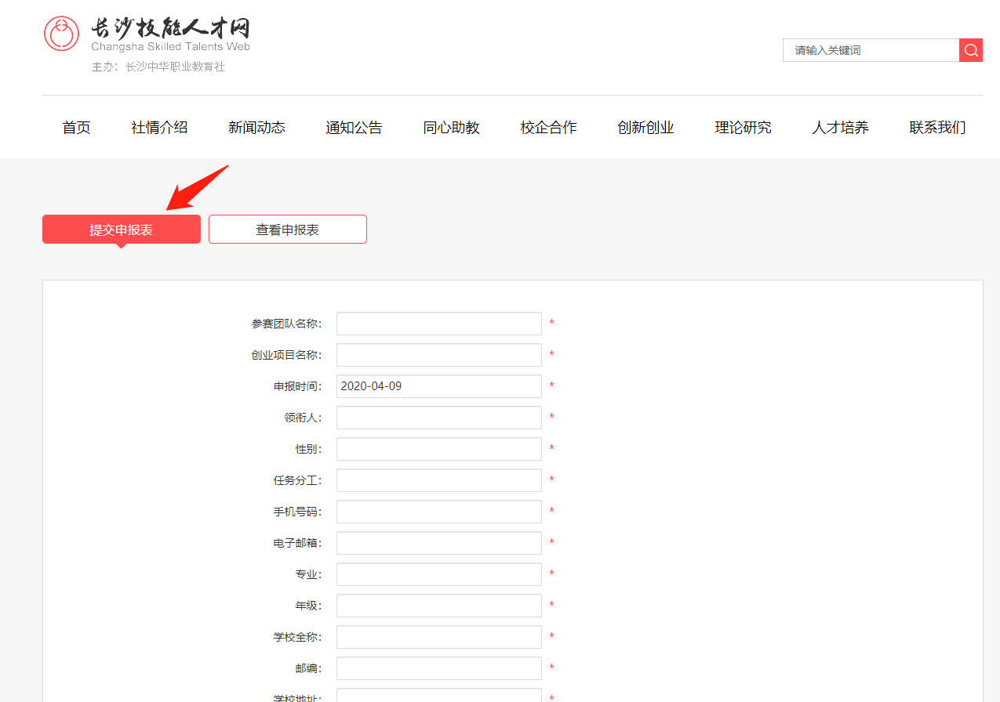 长沙技能人才网
Changsha Skilled Talents Web
主办：长沙中华职业教育社
请输入关键词
首页 社情介绍 新闻动态 通知公告 同心助教 校企合作 创新创业 理论研究 人才培养 联系我们
提交申报表 查看申报表
参赛团队名称： *
创业项目名称： *
申报时间： 2020-04-09 *
领衔人： *
性别： *
任务分工： *
手机号码： *
电子邮箱： *
专业： *
年级： *
学校全称： *
邮编： *
学校地址： *